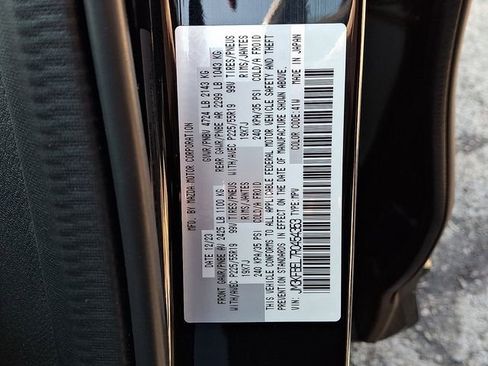 MFD. BY MAZDA MOTOR CORPORATION
DATE: 12/23 GVWR/PNBV 4724 LB 2143 KG
FRONT GAWR/PNBE AV 2425 LB 1100 KG REAR GAWR/PNBE AR 2299 LB 1043 KG
WITH/AVEC P225/55R19 99V TIRES/PNEUS WITH/AVEC P225/55R19 99V TIRES/PNEUS
19X7J RIMS/JANTES 19X7J RIMS/JANTES
240 KPA/35 PSI COLD/A FROID 240 KPA/35 PSI COLD/A FROID
THIS VEHICLE CONFORMS TO ALL APPLICABLE FEDERAL MOTOR VEHICLE SAFETY AND THEFT
PREVENTION STANDARDS IN EFFECT ON THE DATE OF MANUFACTURE SHOWN ABOVE.
VIN: TYPE MPV COLOR CODE 41W MADE IN JAPAN